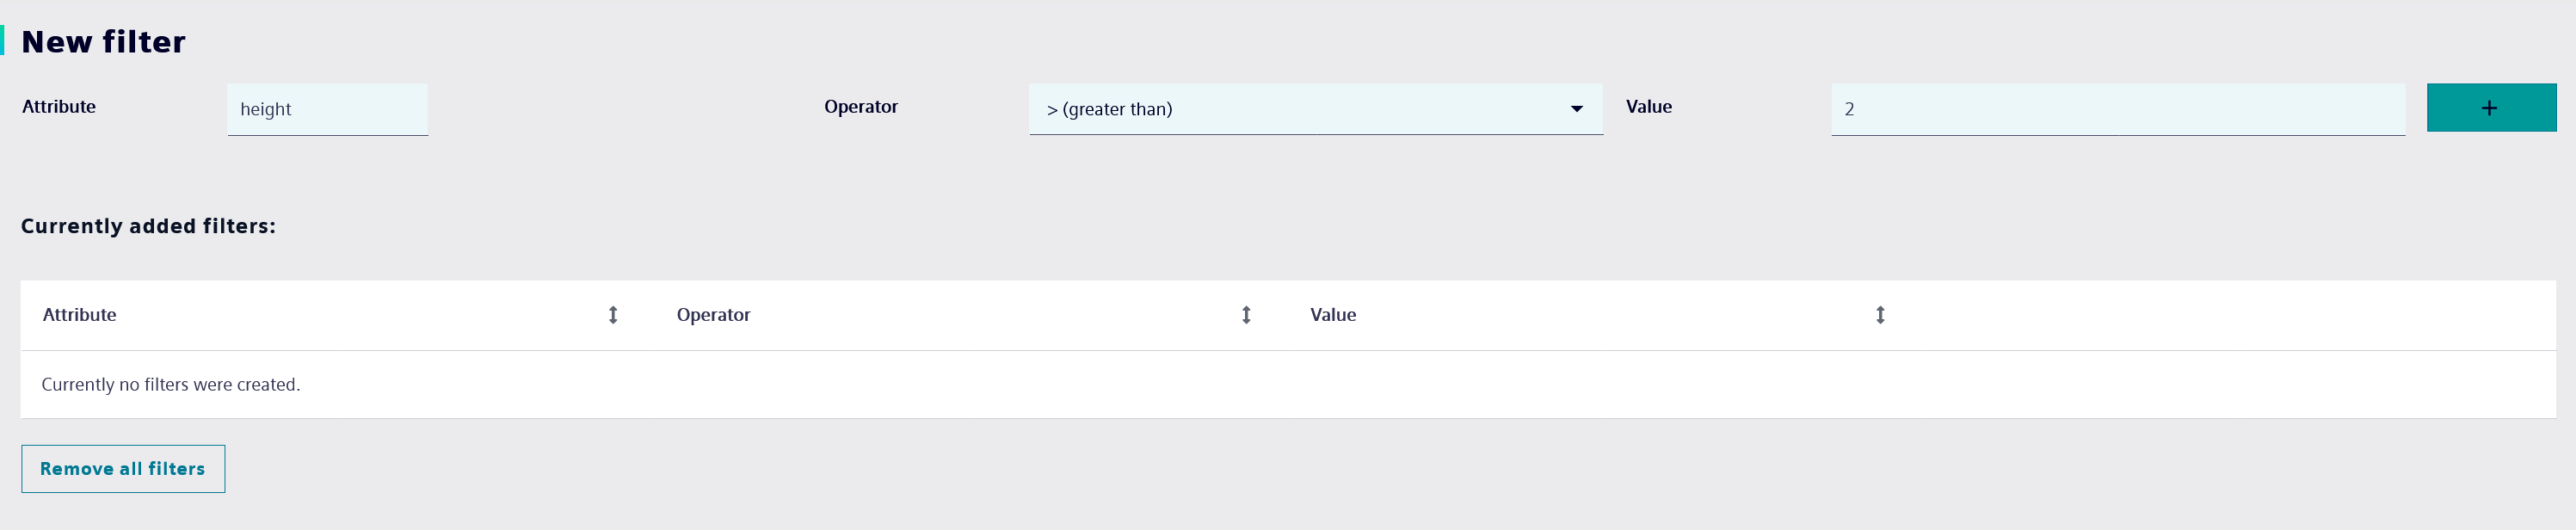 New filter
Attribute height Operator > (greater than) Value 2 +
Currently added filters:
Attribute Operator Value
Currently no filters were created.
Remove all filters